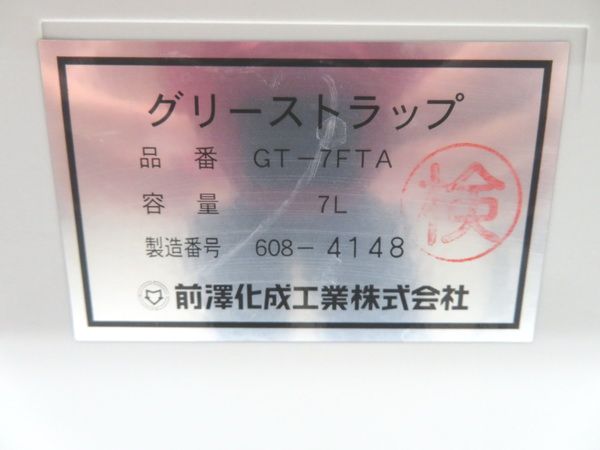 グリーストラップ
品番 GT-7FTA
容量 7L
製造番号 608-4148
前澤化成工業株式会社
検